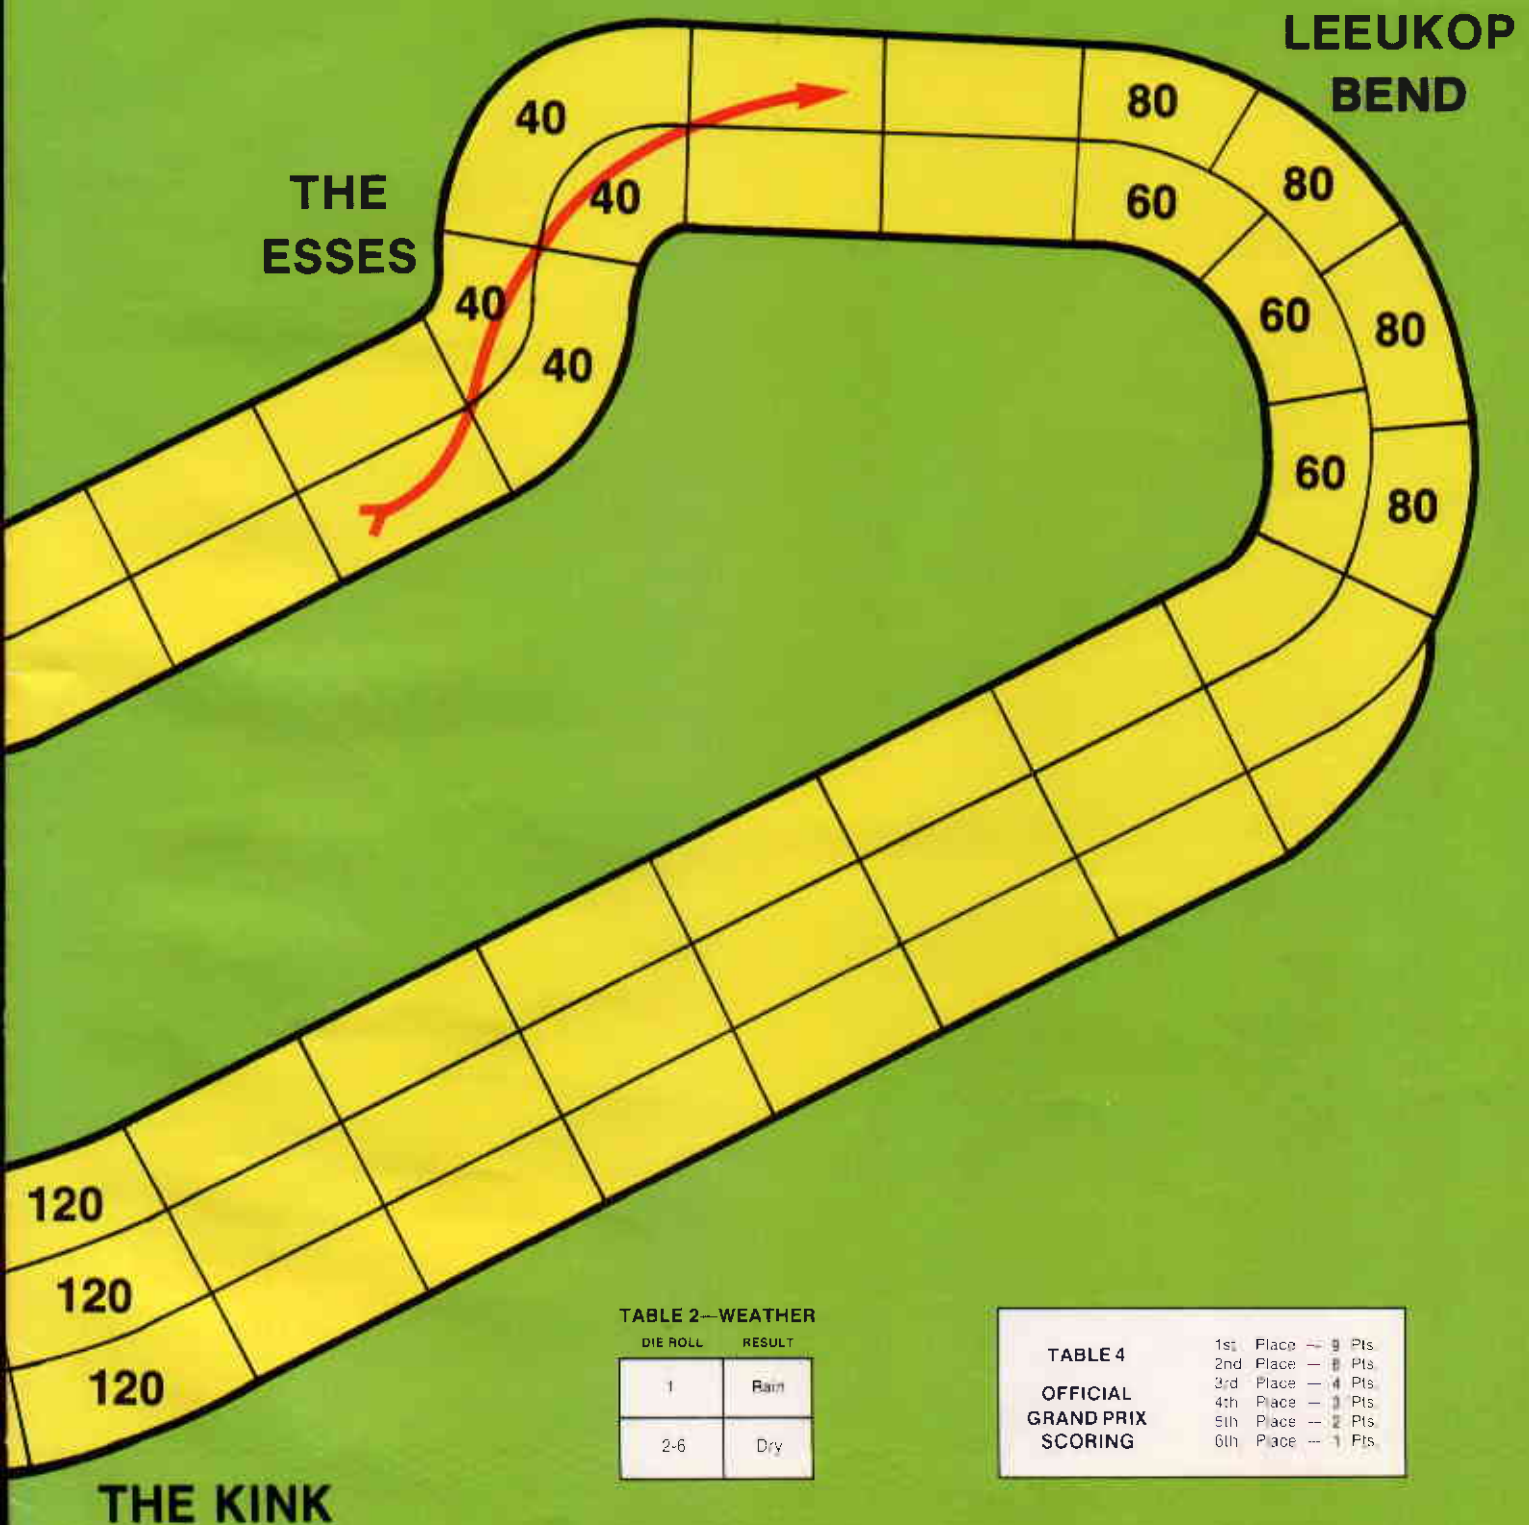 LEEUKOP
BEND
THE
ESSES
40
40
40
40
80
80
80
80
60
60
60
120
120
120
THE KINK
TABLE 2—WEATHER
DIE ROLL RESULT
1 Rain
2-6 Dry
TABLE 4
OFFICIAL
GRAND PRIX
SCORING
1st Place — 9 Pts.
2nd Place — 6 Pts.
3rd Place — 4 Pts.
4th Place — 3 Pts.
5th Place — 2 Pts.
6th Place — 1 Pts.